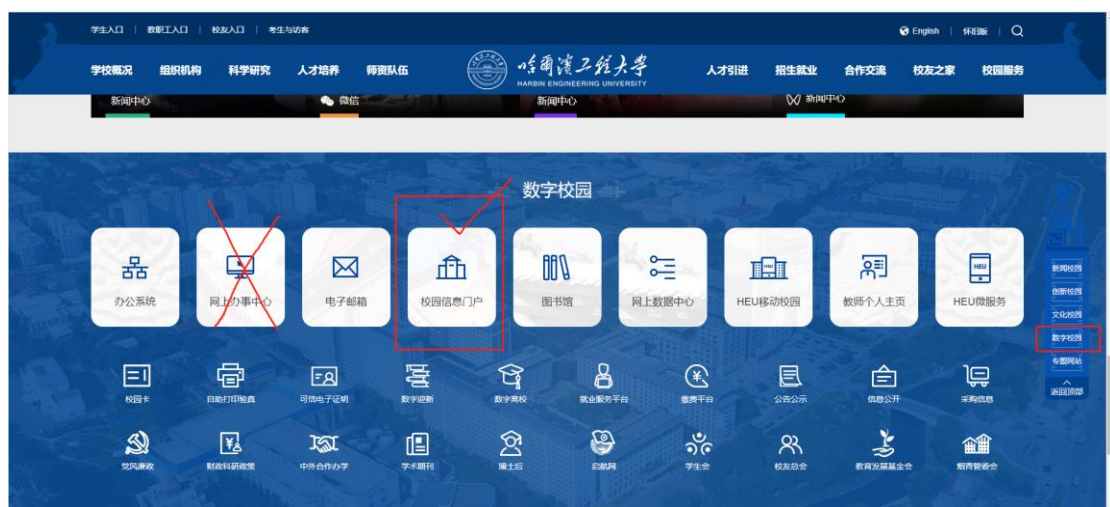 学生入口 | 教职工入口 | 校友入口 | 考生与访客 English | 怀旧版 |
学校概况 组织机构 科学研究 人才培养 师资队伍 哈尔滨工程大学 人才引进 招生就业 合作交流 校友之家 校园服务
HARBIN ENGINEERING UNIVERSITY
新闻中心 微信 新闻中心 新闻中心
数字校园
办公系统 网上办事中心 电子邮箱 校园信息门户 图书馆 网上数据中心 HEU HEU移动校园 教师个人主页 HEU HEU微服务
新闻校园
创新校园
文化校园
数字校园
专题网站
返回顶部
校园卡 自助打印验真 可信电子证明 数字迎新 数字离校 就业服务平台 缴费平台 公告公示 信息公开 采购信息
党风廉政 财政科研政策 中外合作办学 学术期刊 博士后 启航网 学生会 校友总会 教育发展基金会 烟青管委会